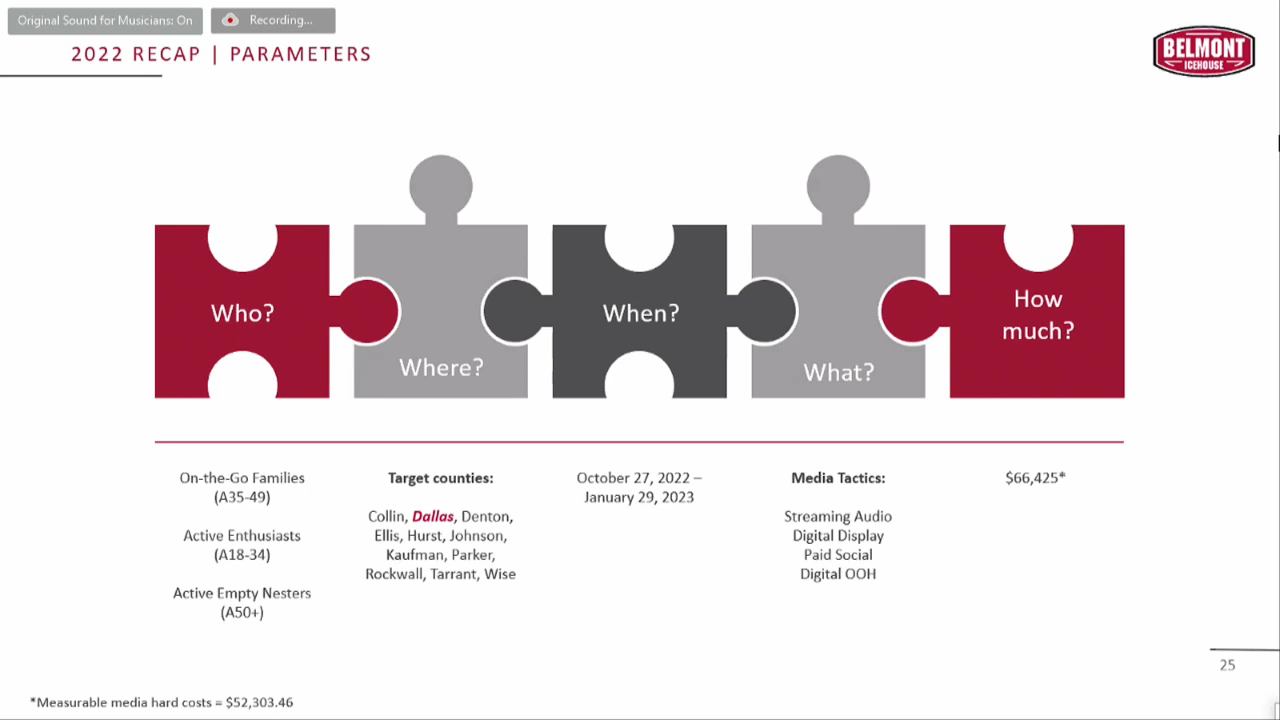 Original Sound for Musicians: On
Recording...
2022 RECAP | PARAMETERS
BELMONT
ICEHOUSE
Who?
Where?
When?
What?
How
much?
On-the-Go Families
(A35-49)
Active Enthusiasts
(A18-34)
Active Empty Nesters
(A50+)
Target counties:
Collin, Dallas, Denton,
Ellis, Hurst, Johnson,
Kaufman, Parker,
Rockwall, Tarrant, Wise
October 27, 2022 –
January 29, 2023
Media Tactics:
Streaming Audio
Digital Display
Paid Social
Digital OOH
$66,425*
25
*Measurable media hard costs = $52,303.46